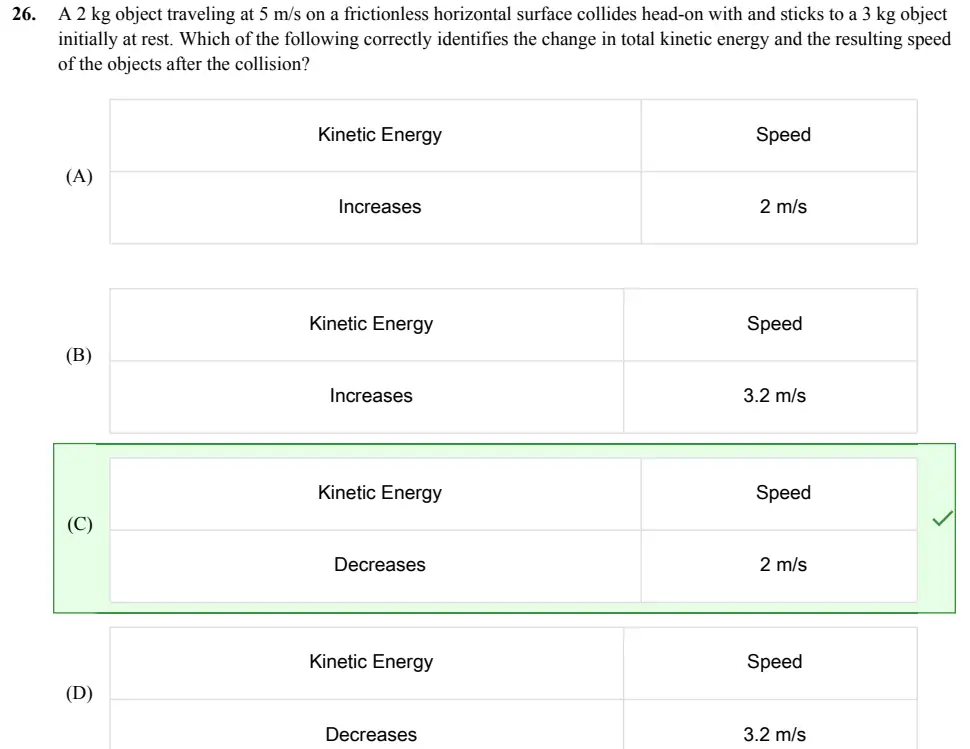 26. A 2 kg object traveling at 5 m/s on a frictionless horizontal surface collides head-on with and sticks to a 3 kg object
initially at rest. Which of the following correctly identifies the change in total kinetic energy and the resulting speed
of the objects after the collision?
Kinetic Energy Speed
(A)
Increases 2 m/s
Kinetic Energy Speed
(B)
Increases 3.2 m/s
Kinetic Energy Speed
(C)
Decreases 2 m/s
Kinetic Energy Speed
(D)
Decreases 3.2 m/s